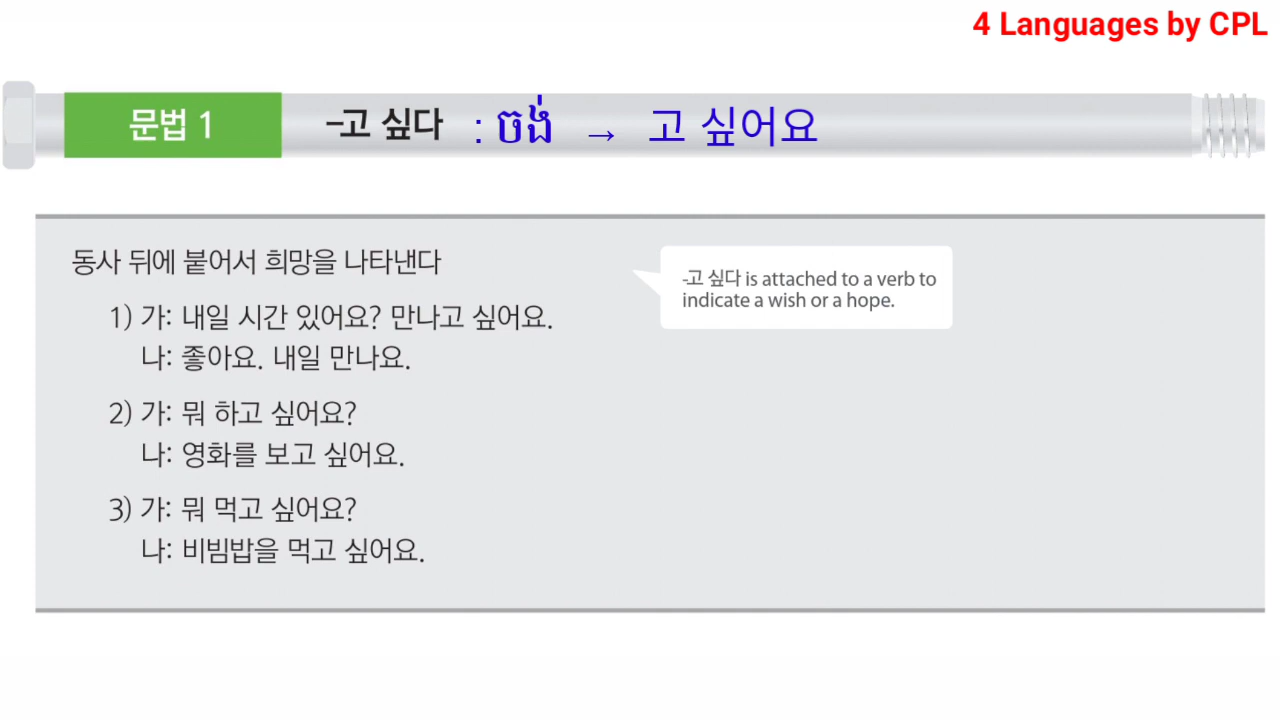 4 Languages by CPL
문법 1 -고 싶다 : ចង់ → 고 싶어요
동사 뒤에 붙어서 희망을 나타낸다
-고 싶다 is attached to a verb to
indicate a wish or a hope.
1) 가: 내일 시간 있어요? 만나고 싶어요.
나: 좋아요. 내일 만나요.
2) 가: 뭐 하고 싶어요?
나: 영화를 보고 싶어요.
3) 가: 뭐 먹고 싶어요?
나: 비빔밥을 먹고 싶어요.